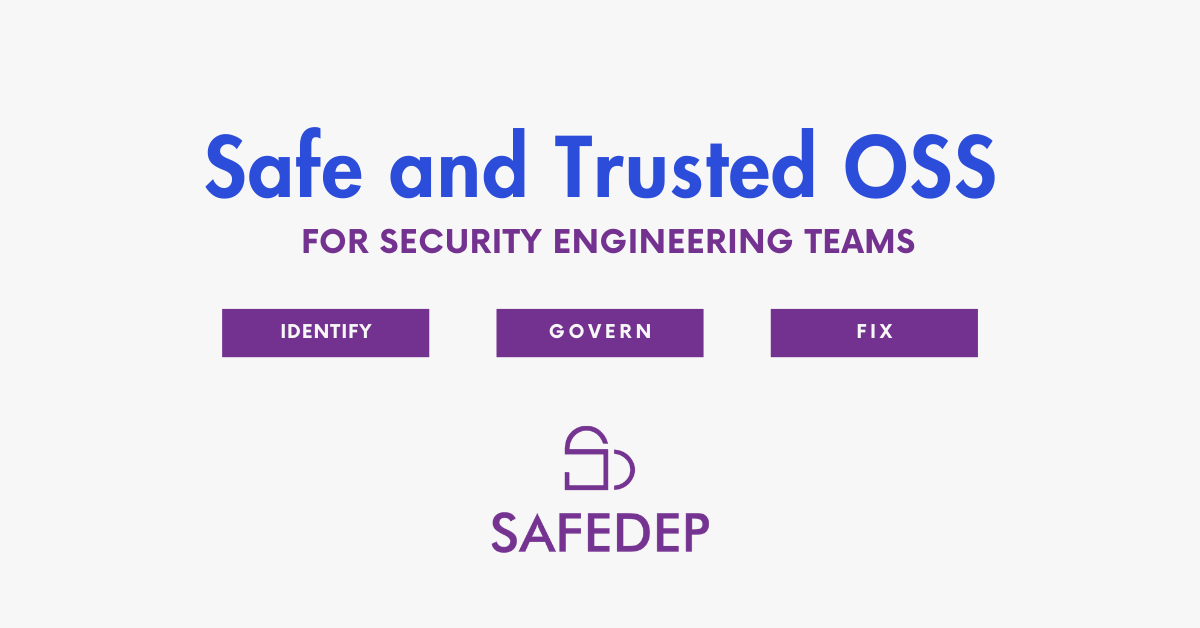 Safe and Trusted OSS
FOR SECURITY ENGINEERING TEAMS
IDENTIFY
GOVERN
FIX
SAFEDEP